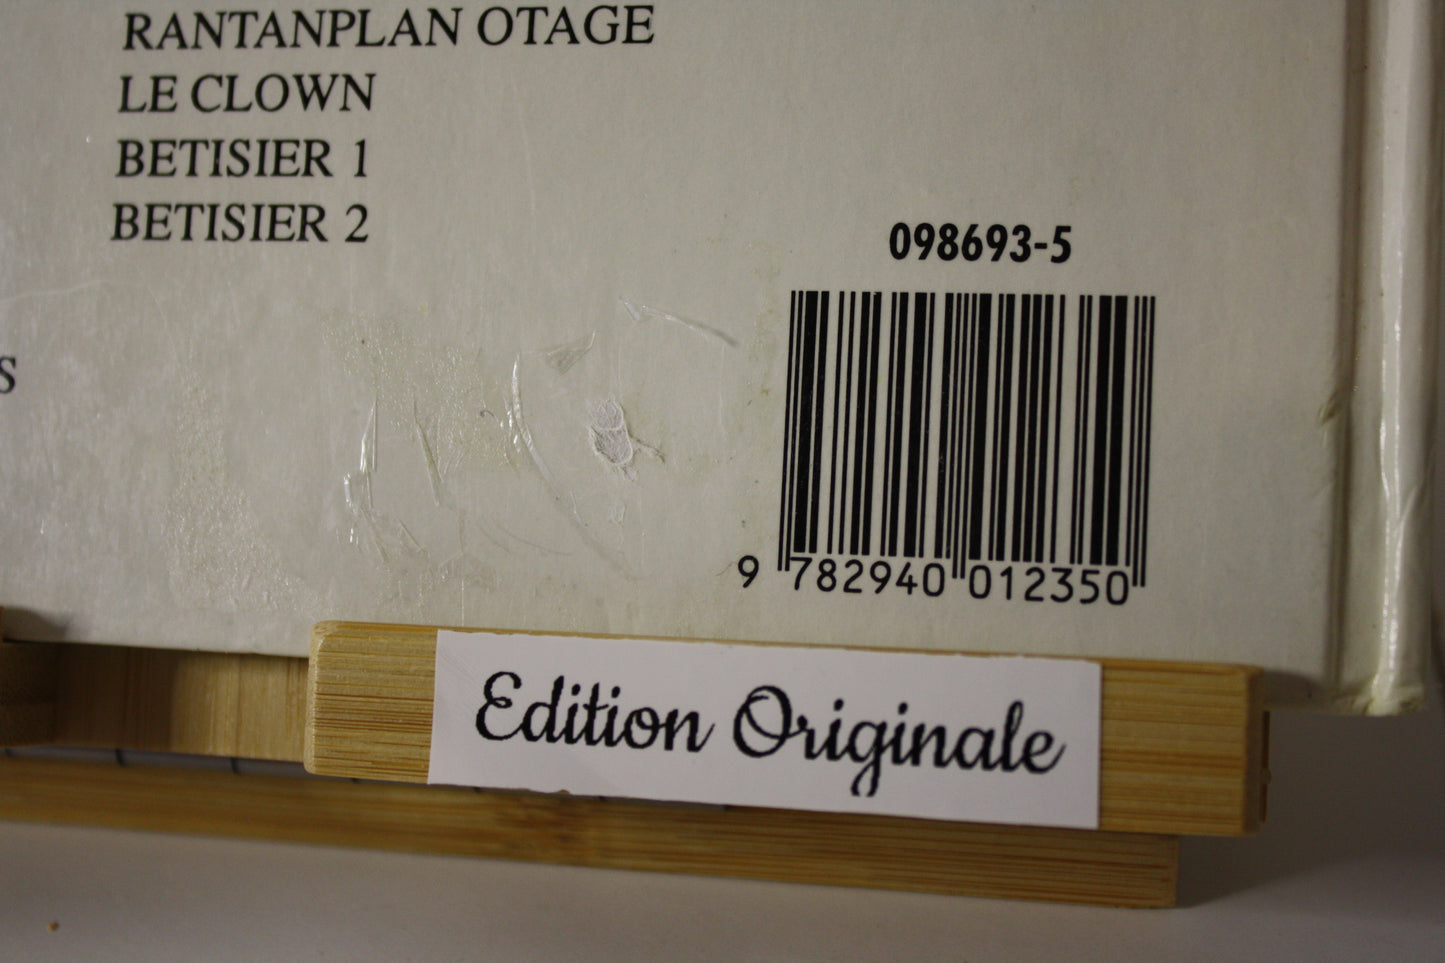 RANTANPLAN OTAGE
LE CLOWN
BETISIER 1
BETISIER 2
S
098693-5
9 782940 012350
Edition Originale